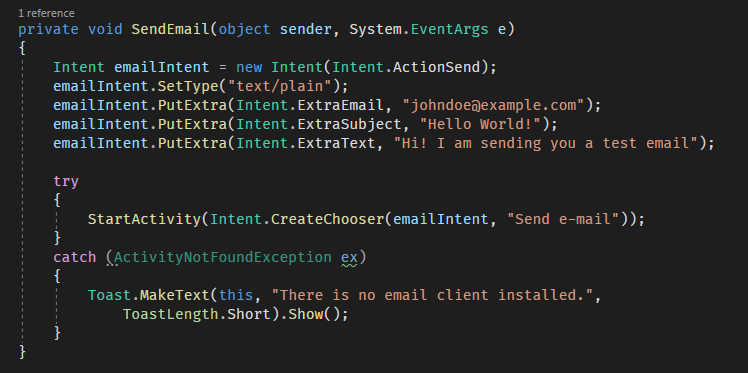 1 reference
private void SendEmail(object sender, System.EventArgs e)
{
Intent emailIntent = new Intent(Intent.ActionSend);
emailIntent.SetType("text/plain");
emailIntent.PutExtra(Intent.ExtraEmail, "johndoe@example.com");
emailIntent.PutExtra(Intent.ExtraSubject, "Hello World!");
emailIntent.PutExtra(Intent.ExtraText, "Hi! I am sending you a test email");
try
{
StartActivity(Intent.CreateChooser(emailIntent, "Send e-mail"));
}
catch (ActivityNotFoundException ex)
{
Toast.MakeText(this, "There is no email client installed.",
ToastLength.Short).Show();
}
}